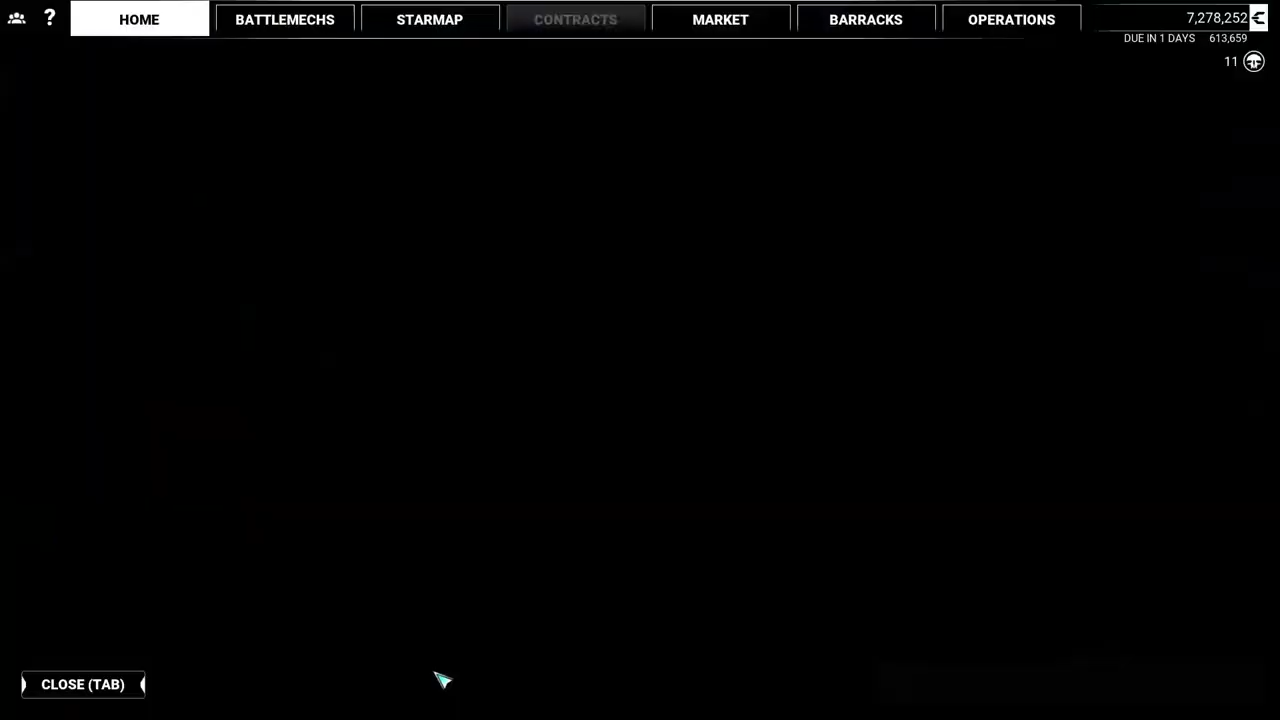 ?
HOME
BATTLEMECHS
STARMAP
CONTRACTS
MARKET
BARRACKS
OPERATIONS
7,278,252
DUE IN 1 DAYS 613,659
11
CLOSE (TAB)